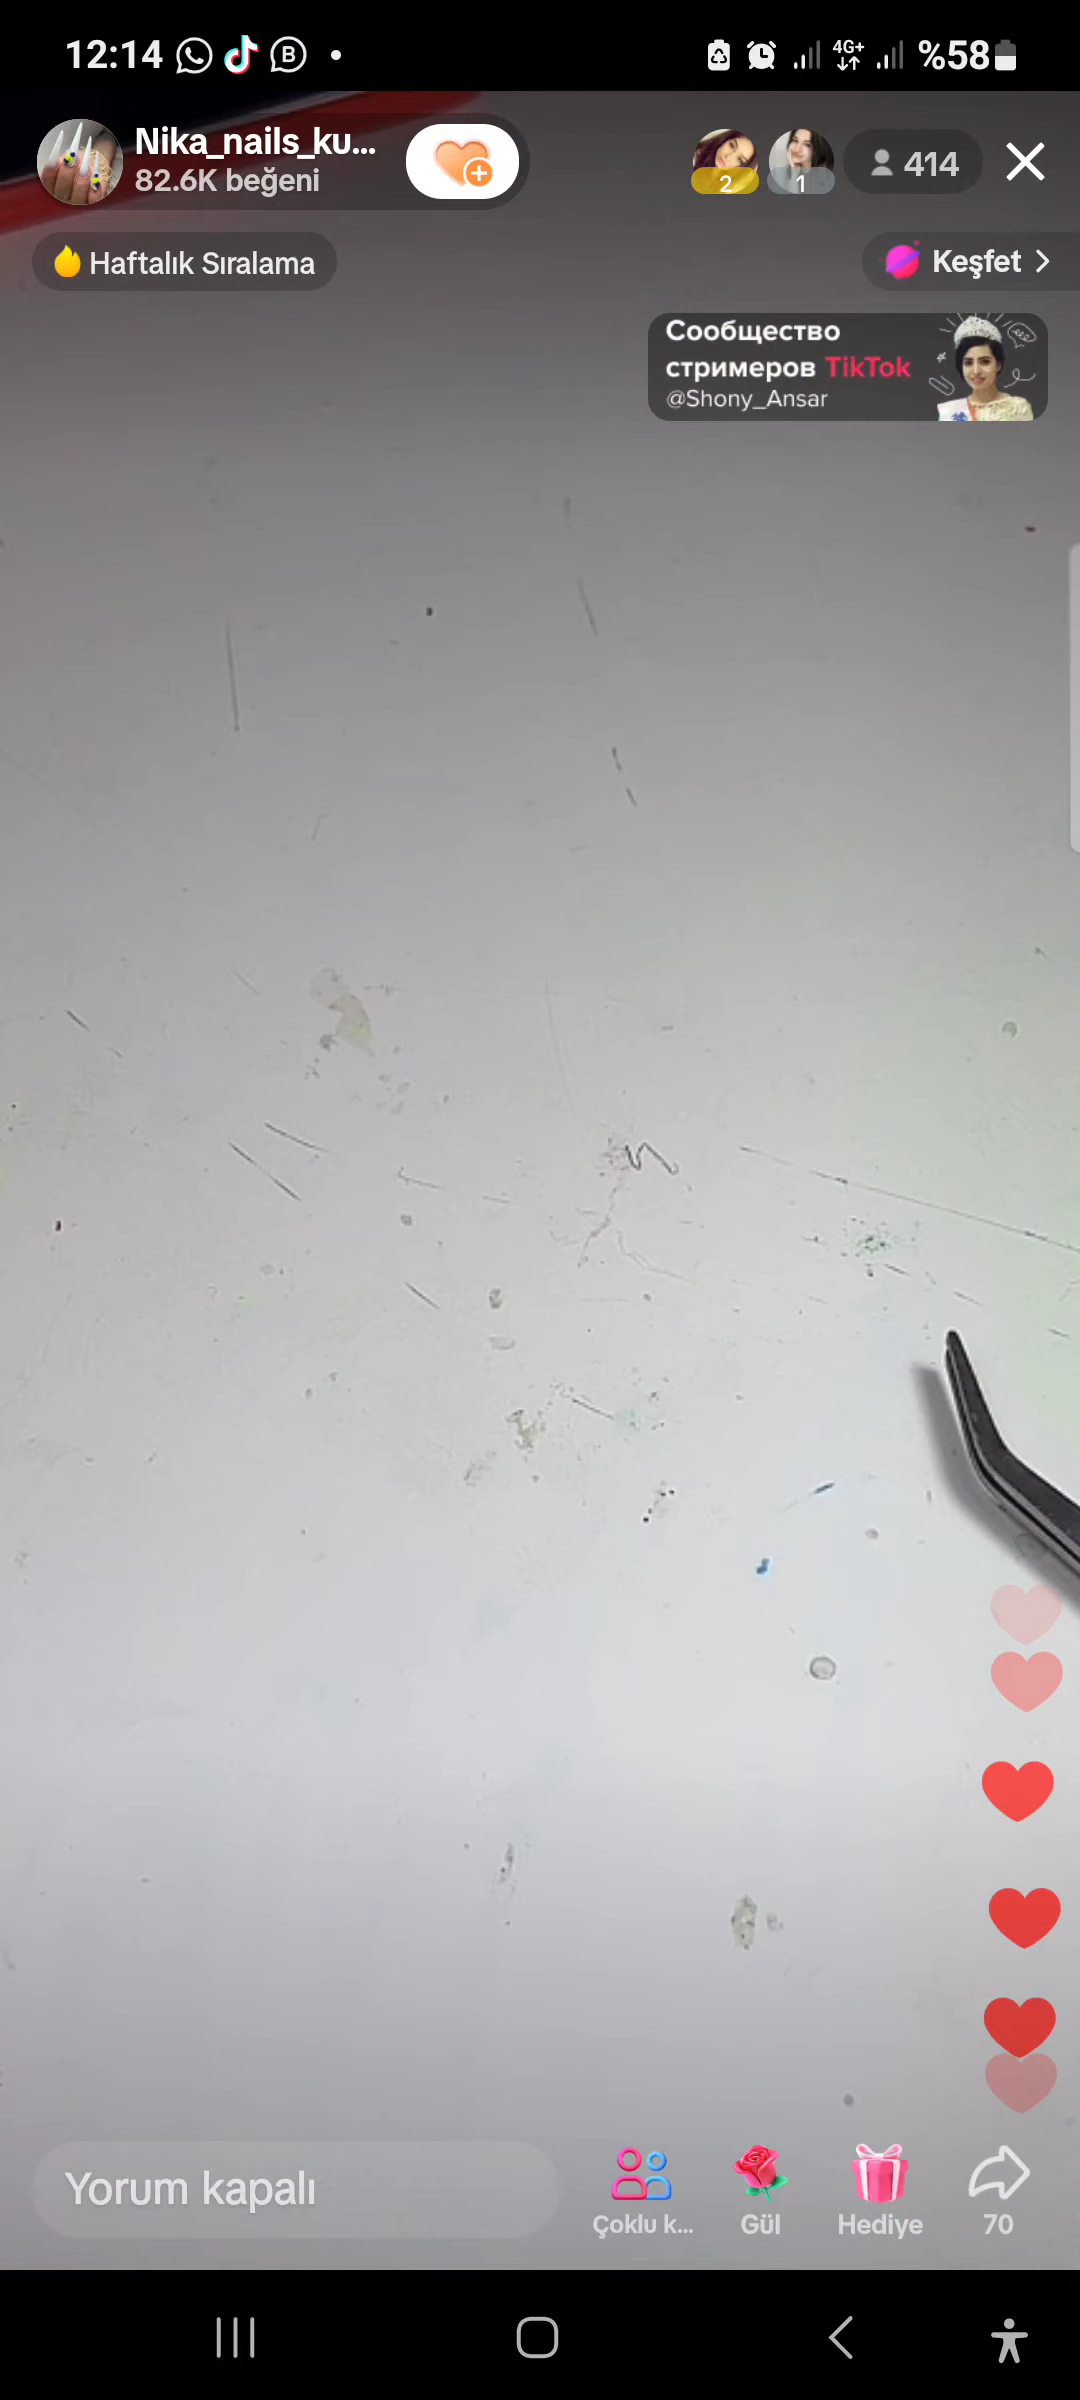 12:14
B
4G+
%58
Nika_nails_ku...
82.6K beğeni
2
1
414
Haftalık Sıralama
Keşfet
Сообщество
стримеров TikTok
@Shony_Ansar
Yorum kapalı
Çoklu k...
Gül
Hediye
70